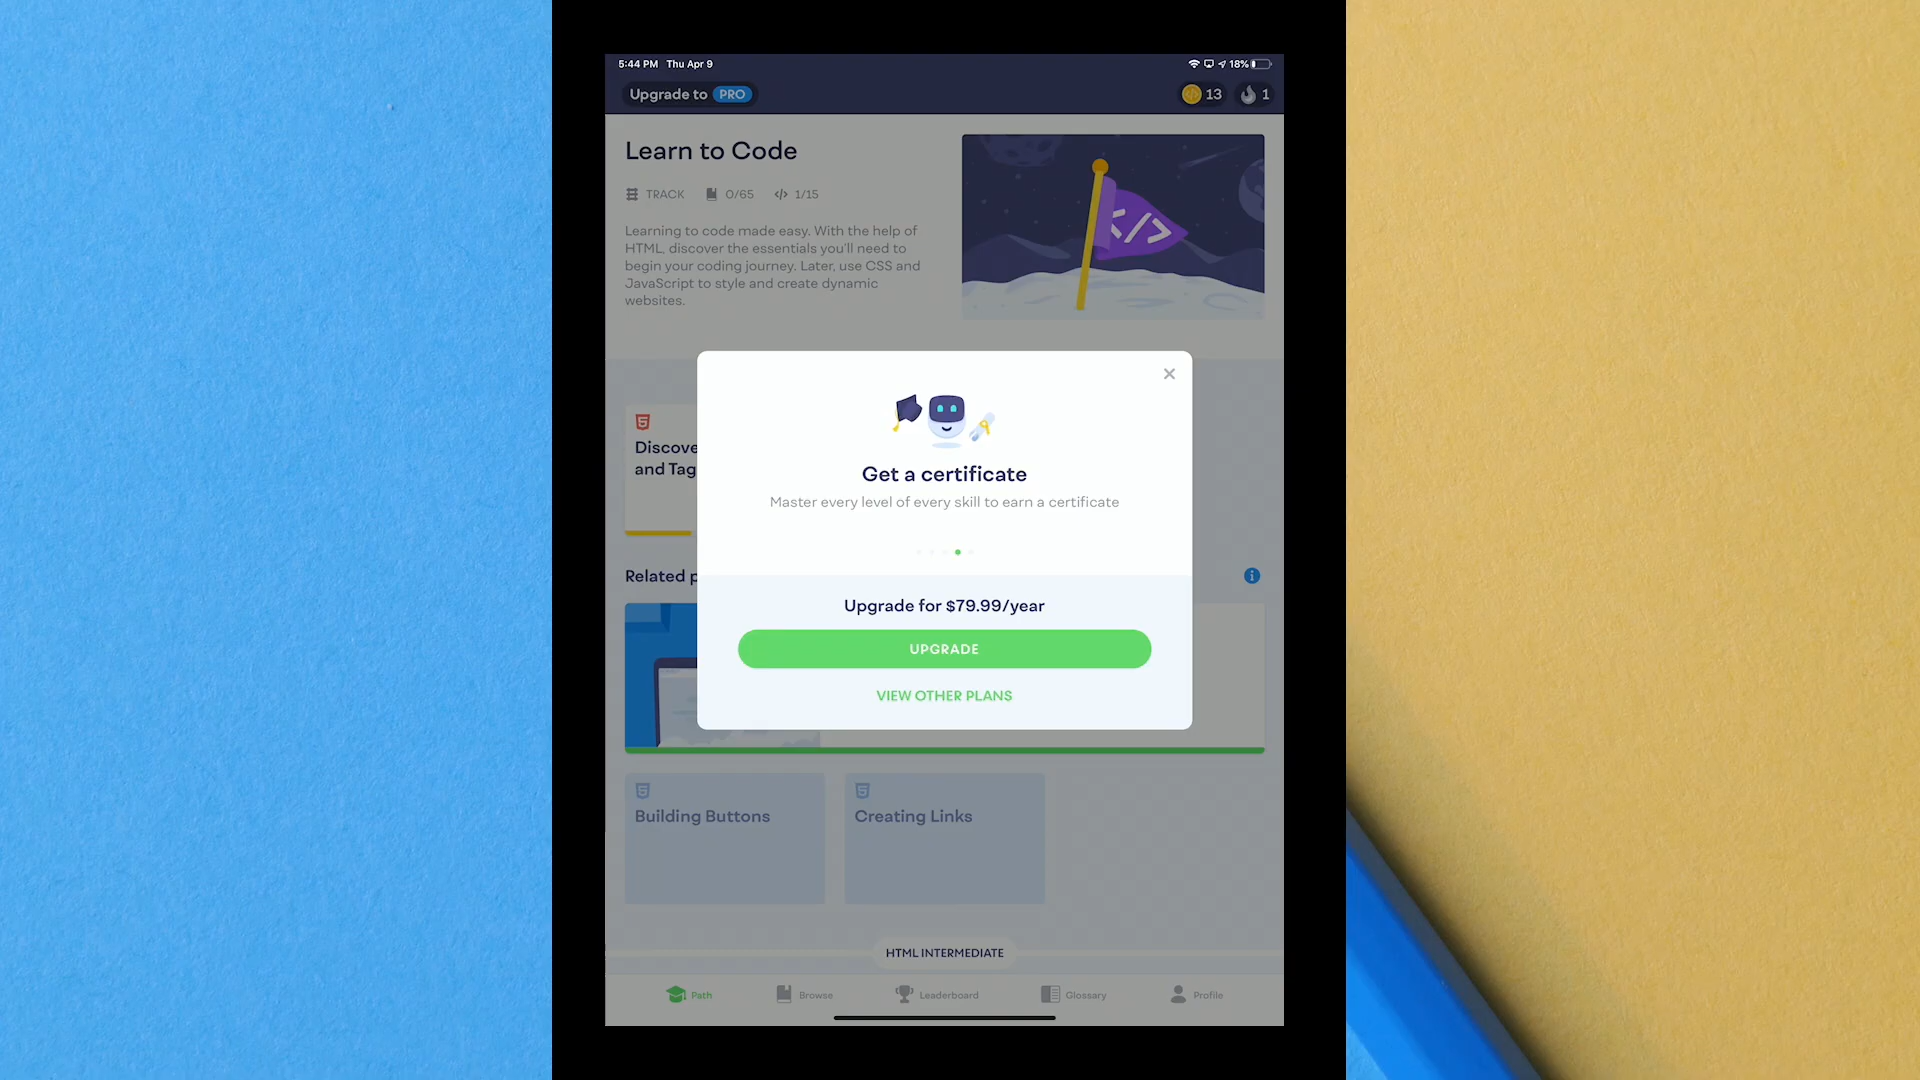 5:44 PM Thu Apr 9
18%
Upgrade to PRO
13
1
Learn to Code
TRACK 0/65 </> 1/15
Learning to code made easy. With the help of
HTML, discover the essentials you'll need to
begin your coding journey. Later, use CSS and
JavaScript to style and create dynamic
websites.
</>
Discove
and Tag
Get a certificate
Master every level of every skill to earn a certificate
Related p
Upgrade for $79.99/year
UPGRADE
VIEW OTHER PLANS
Building Buttons
Creating Links
HTML INTERMEDIATE
Path
Browse
Leaderboard
Glossary
Profile